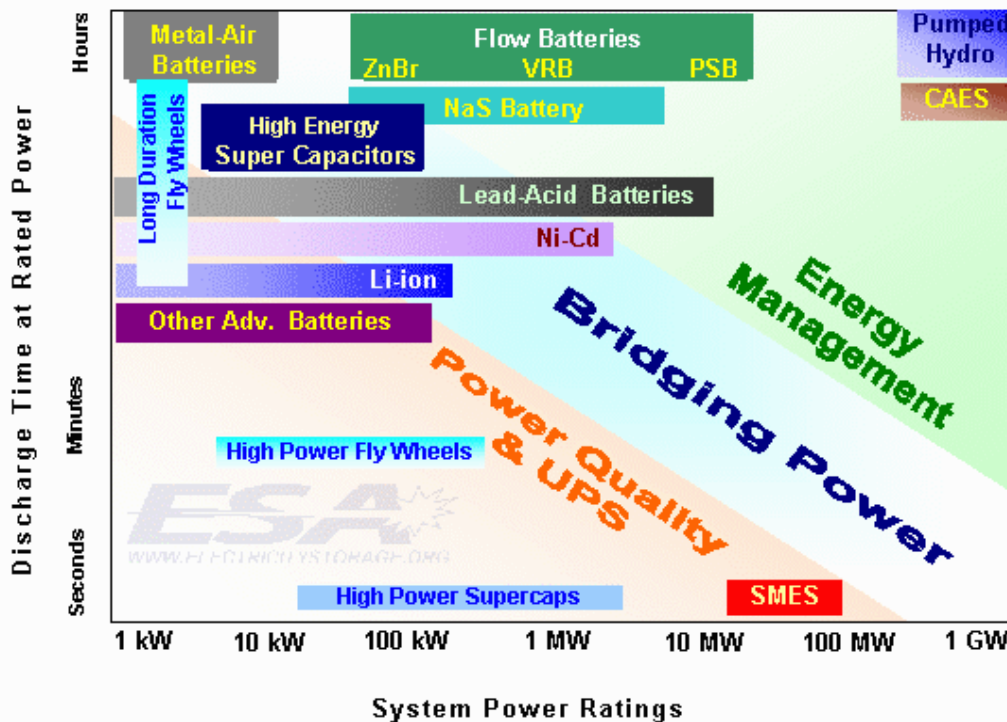 Hours
Minutes
Seconds
Discharge Time at Rated Power
Metal-Air
Batteries
Flow Batteries
ZnBr VRB PSB
Pumped
Hydro
CAES
NaS Battery
High Energy
Super Capacitors
Long Duration
Fly Wheels
Lead-Acid Batteries
Ni-Cd
Li-ion
Other Adv. Batteries
Energy
Management
Bridging Power
Power Quality
& UPS
High Power Fly Wheels
ESA
WWW.ELECTRICITYSTORAGE.ORG
High Power Supercaps
SMES
1 kW 10 kW 100 kW 1 MW 10 MW 100 MW 1 GW
System Power Ratings